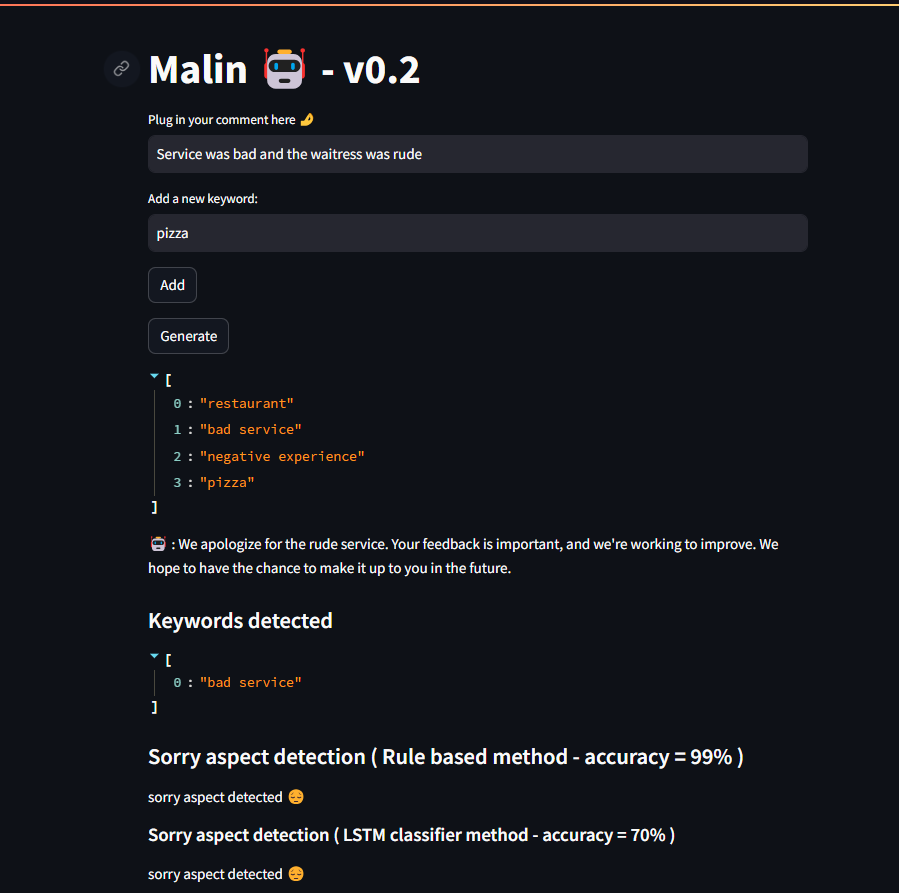 Malin 🤖 - v0.2
Plug in your comment here 🤌
Service was bad and the waitress was rude
Add a new keyword:
pizza
Add
Generate
[
0 : "restaurant"
1 : "bad service"
2 : "negative experience"
3 : "pizza"
]
🤖 : We apologize for the rude service. Your feedback is important, and we're working to improve. We
hope to have the chance to make it up to you in the future.
Keywords detected
[
0 : "bad service"
]
Sorry aspect detection ( Rule based method - accuracy = 99% )
sorry aspect detected 😔
Sorry aspect detection ( LSTM classifier method - accuracy = 70% )
sorry aspect detected 😔